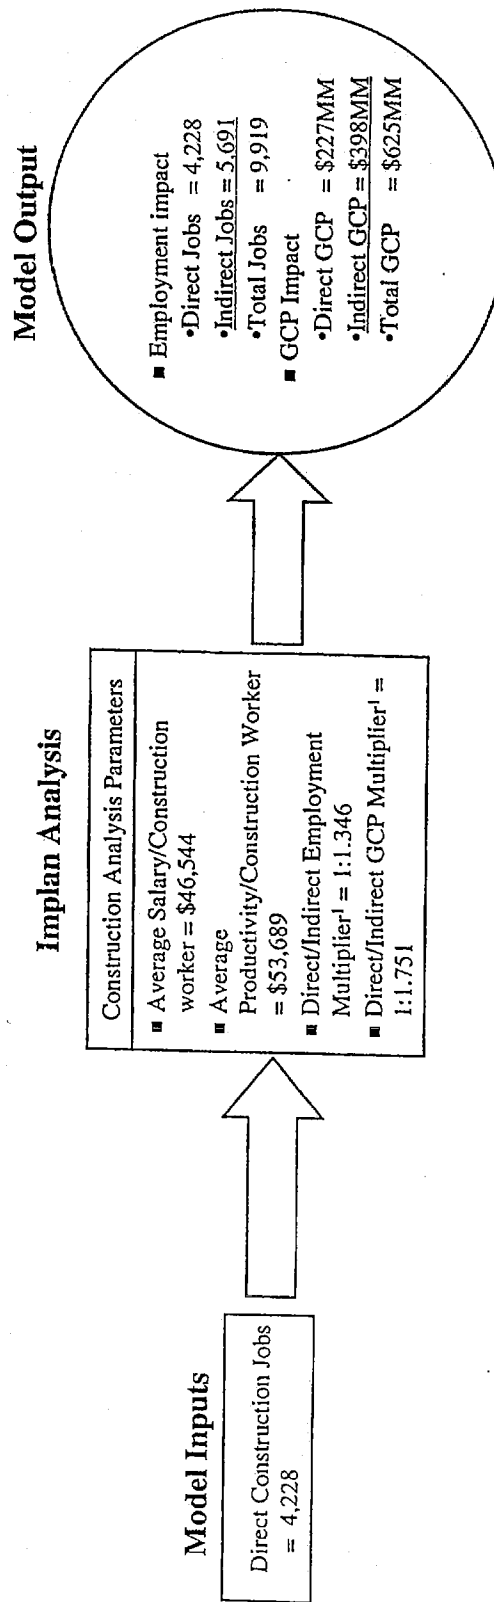 Model Inputs
Direct Construction Jobs
= 4,228
Implan Analysis
Construction Analysis Parameters
■ Average Salary/Construction
worker = $46,544
■ Average
Productivity/Construction Worker
= $53,689
■ Direct/Indirect Employment
Multiplier¹ = 1:1.346
■ Direct/Indirect GCP Multiplier¹ =
1:1.751
Model Output
■ Employment impact
•Direct Jobs = 4,228
•Indirect Jobs = 5,691
•Total Jobs = 9,919
■ GCP Impact
•Direct GCP = $227MM
•Indirect GCP = $398MM
•Total GCP = $625MM